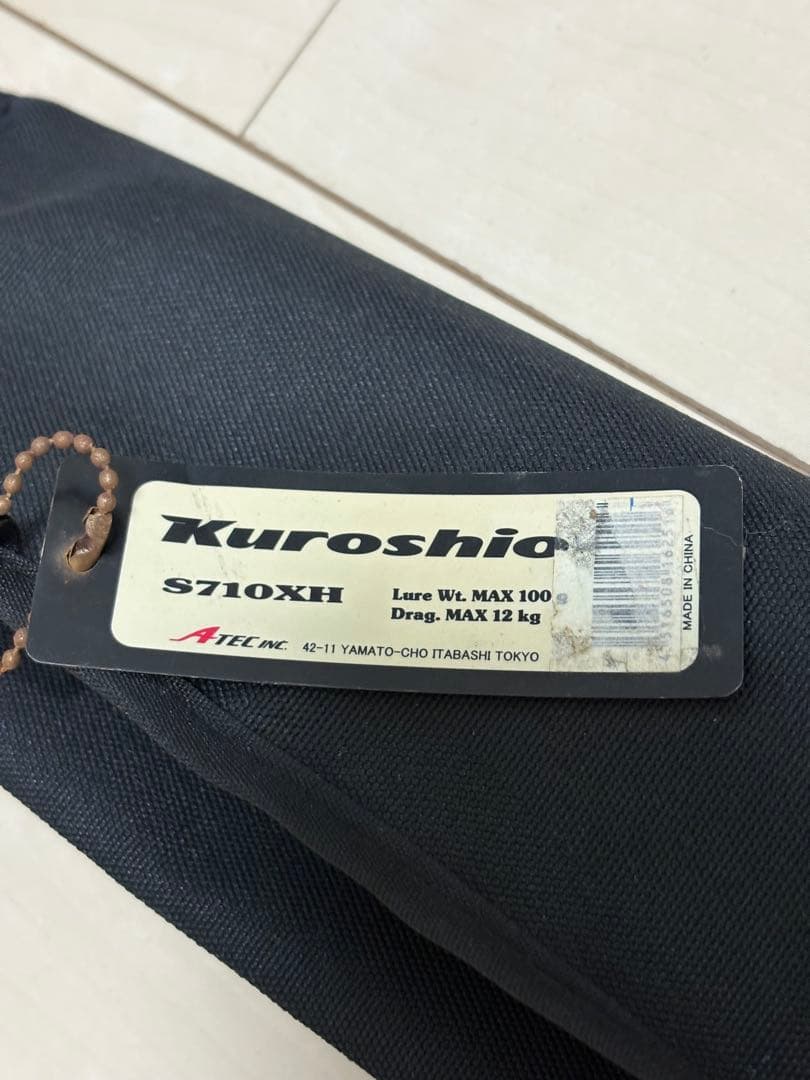 Kuroshio
S710XH
Lure Wt. MAX 100 g
Drag. MAX 12 kg
ATEC INC. 42-11 YAMATO-CHO ITABASHI TOKYO
MADE IN CHINA